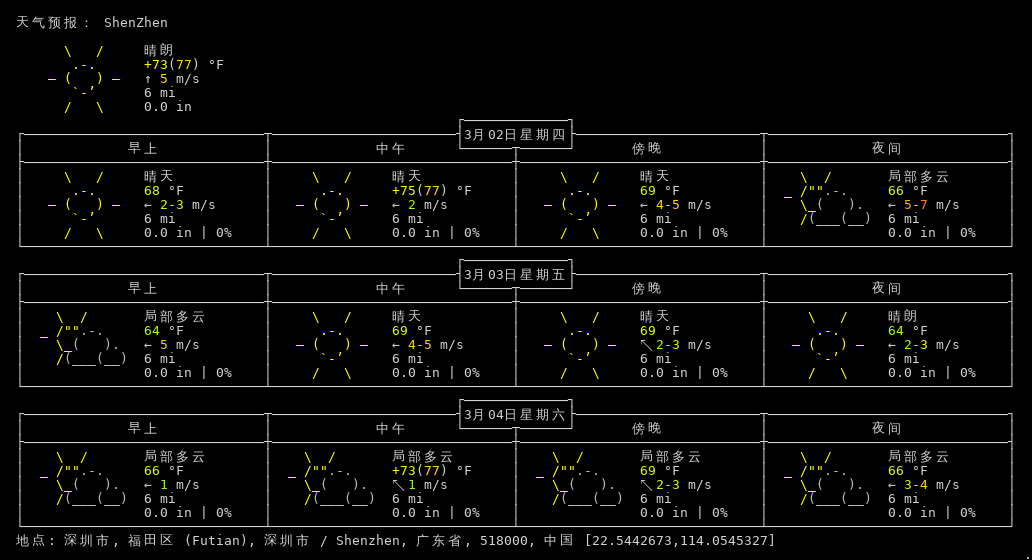 天气预报： ShenZhen
晴朗
+73(77) °F
↑ 5 m/s
6 mi
0.0 in
3月02日星期四
早上 中午 傍晚 夜间
晴天 晴天 晴天 局部多云
68 °F +75(77) °F 69 °F 66 °F
← 2-3 m/s ← 2 m/s ← 4-5 m/s ← 5-7 m/s
6 mi 6 mi 6 mi 6 mi
0.0 in | 0% 0.0 in | 0% 0.0 in | 0% 0.0 in | 0%
3月03日星期五
早上 中午 傍晚 夜间
局部多云 晴天 晴天 晴朗
64 °F 69 °F 69 °F 64 °F
← 5 m/s ← 4-5 m/s ↖ 2-3 m/s ← 2-3 m/s
6 mi 6 mi 6 mi 6 mi
0.0 in | 0% 0.0 in | 0% 0.0 in | 0% 0.0 in | 0%
3月04日星期六
早上 中午 傍晚 夜间
局部多云 局部多云 局部多云 局部多云
66 °F +73(77) °F 69 °F 66 °F
← 1 m/s ↖ 1 m/s ↖ 2-3 m/s ← 3-4 m/s
6 mi 6 mi 6 mi 6 mi
0.0 in | 0% 0.0 in | 0% 0.0 in | 0% 0.0 in | 0%
地点: 深圳市, 福田区 (Futian), 深圳市 / Shenzhen, 广东省, 518000, 中国 [22.5442673,114.0545327]